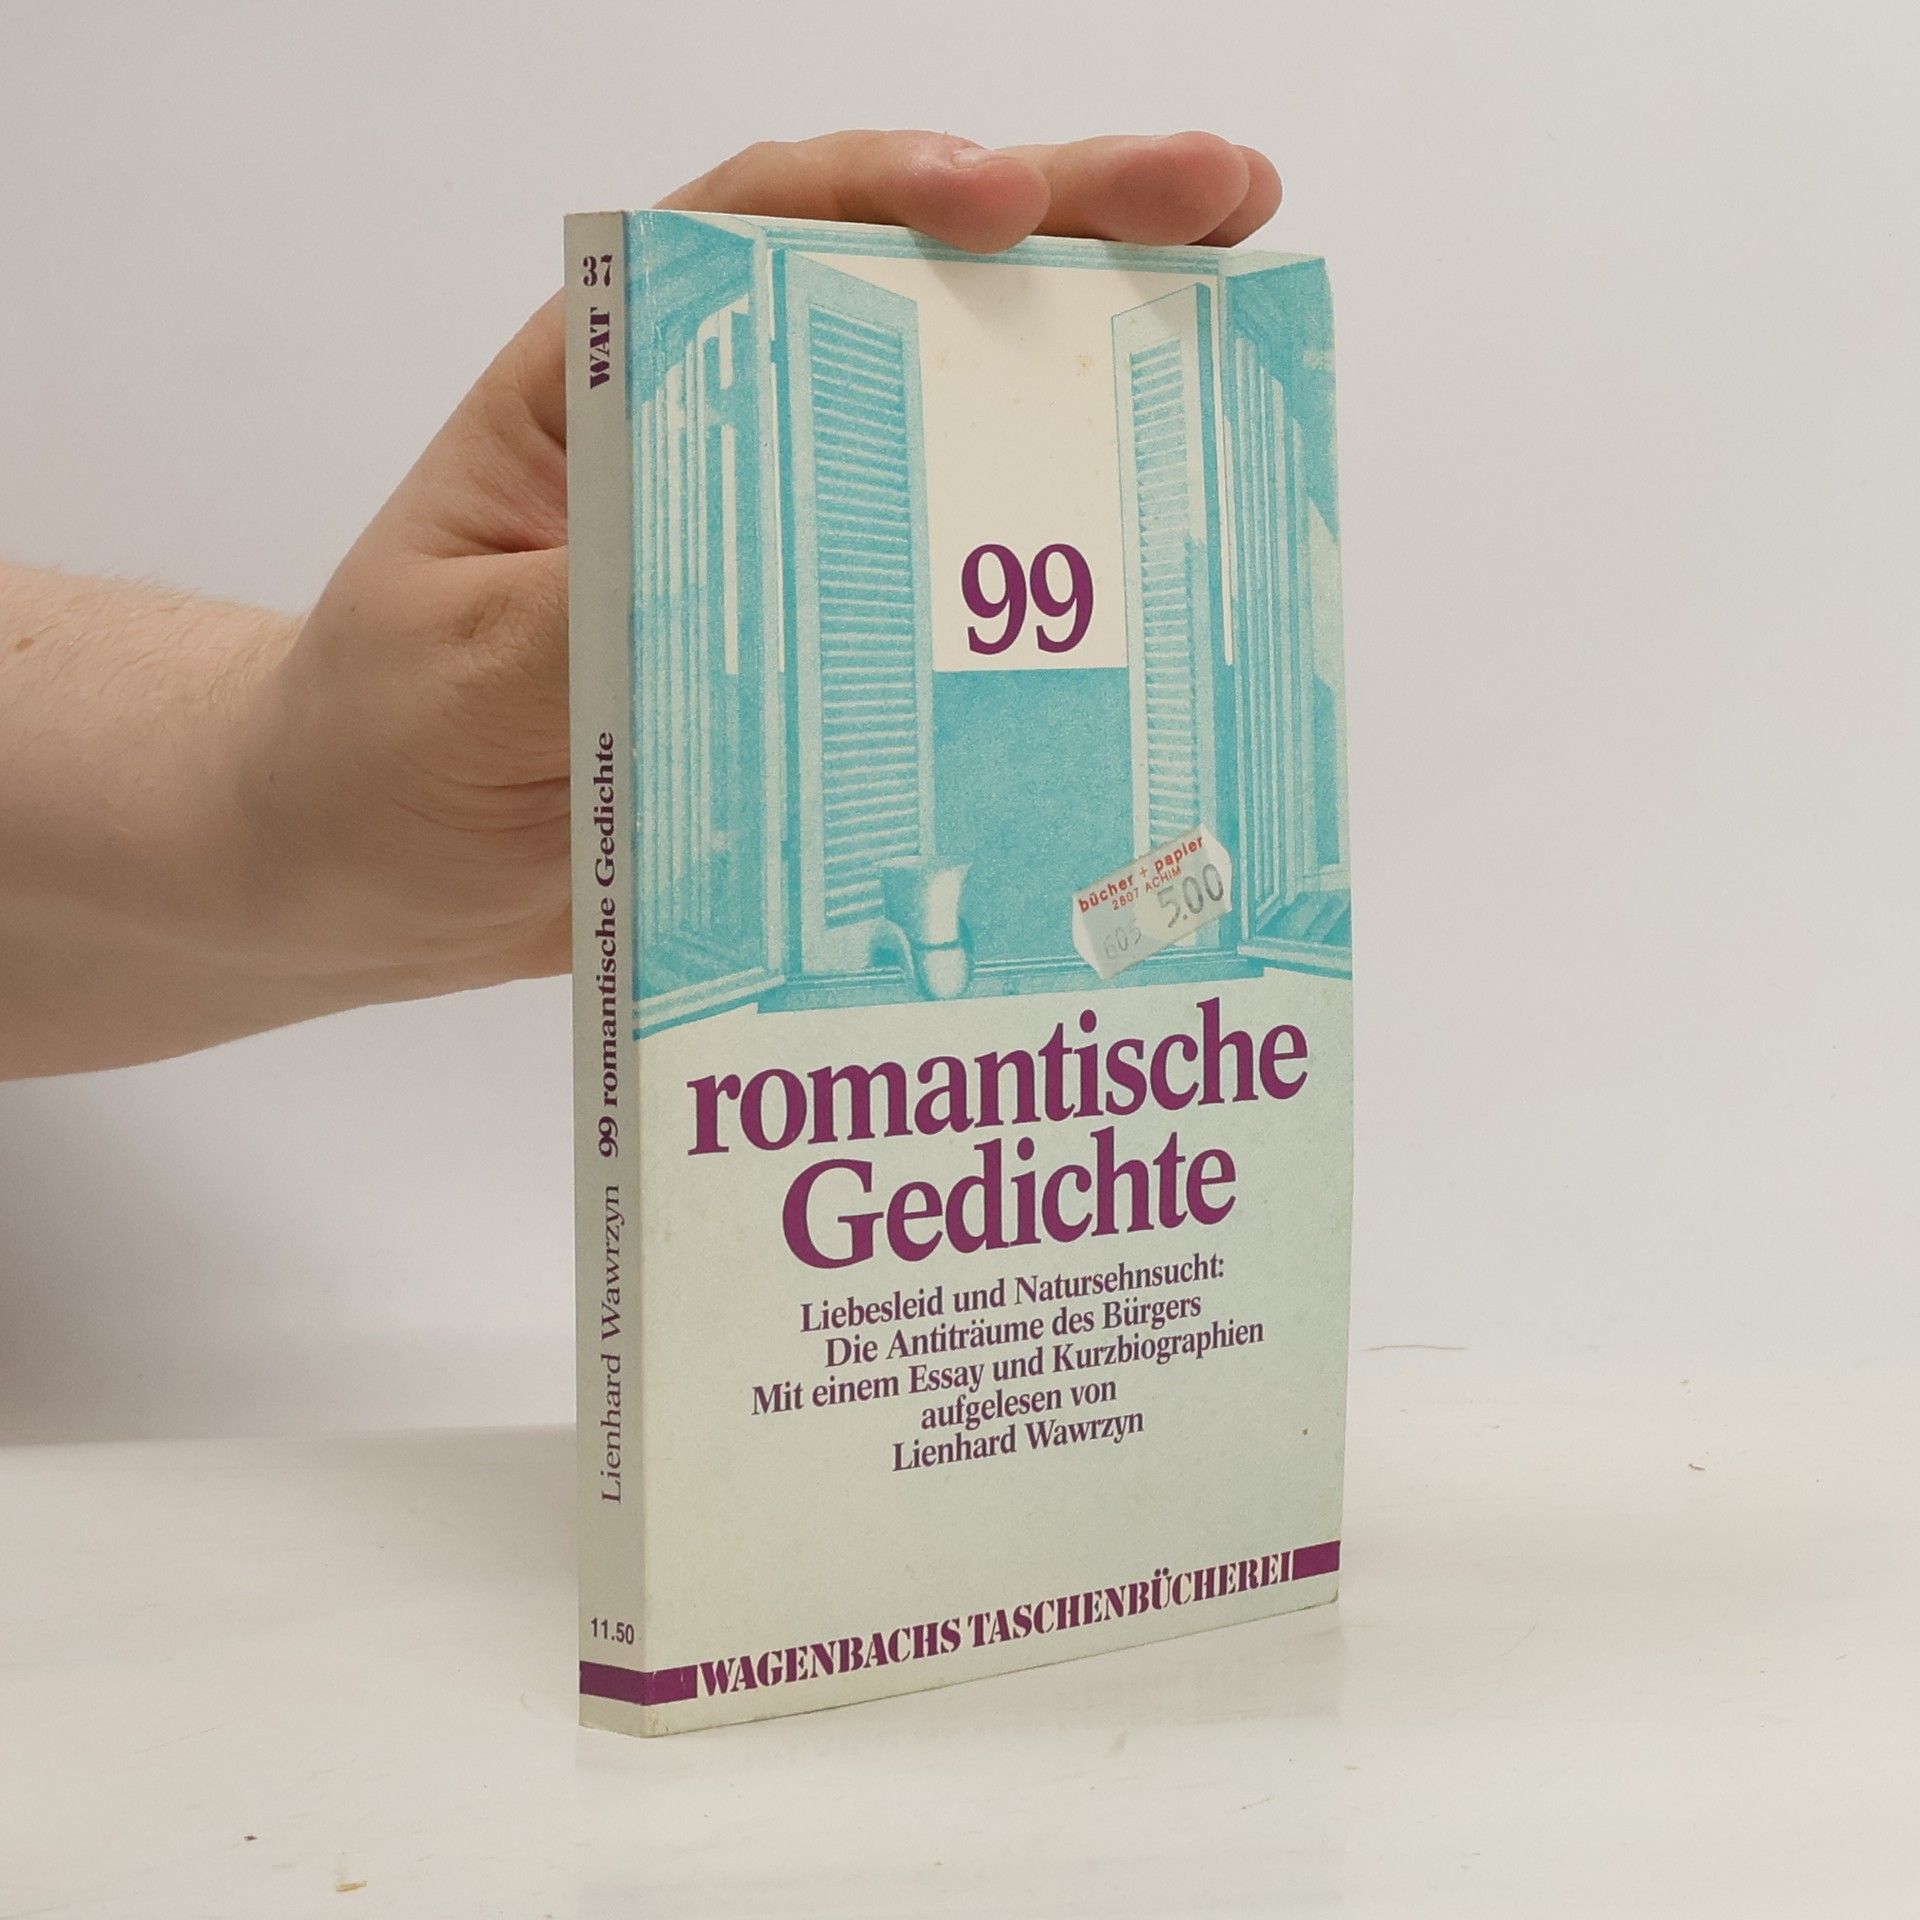 WAT 37
Lienhard Wawrzyn 99 romantische Gedichte
11.50
99
bücher + papier
2807 ACHIM
5.00
605
romantische
Gedichte
Liebesleid und Natursehnsucht:
Die Antiträume des Bürgers
Mit einem Essay und Kurzbiographien
aufgelesen von
Lienhard Wawrzyn
WAGENBACHS TASCHENBÜCHEREI